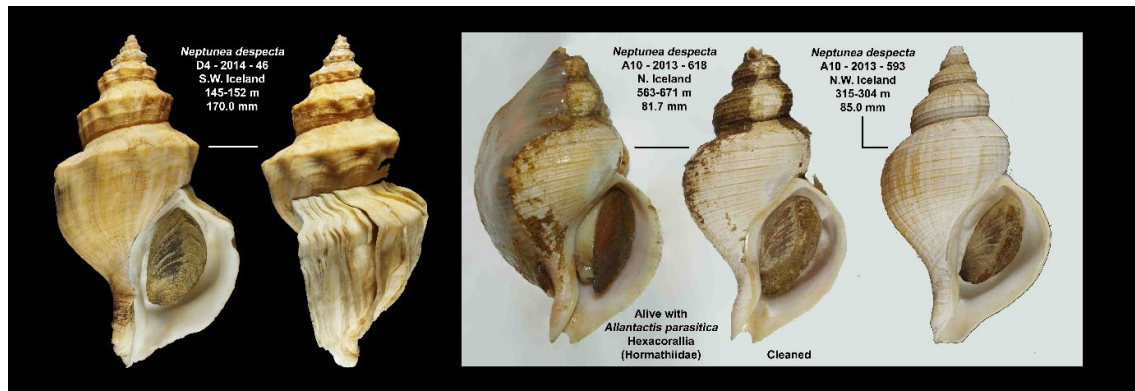 Neptunea despecta
D4 - 2014 - 46
S.W. Iceland
145-152 m
170.0 mm
Neptunea despecta
A10 - 2013 - 618
N. Iceland
563-671 m
81.7 mm
Neptunea despecta
A10 - 2013 - 593
N.W. Iceland
315-304 m
85.0 mm
Alive with
Allantactis parasitica
Hexacorallia
(Hormathiidae)
Cleaned